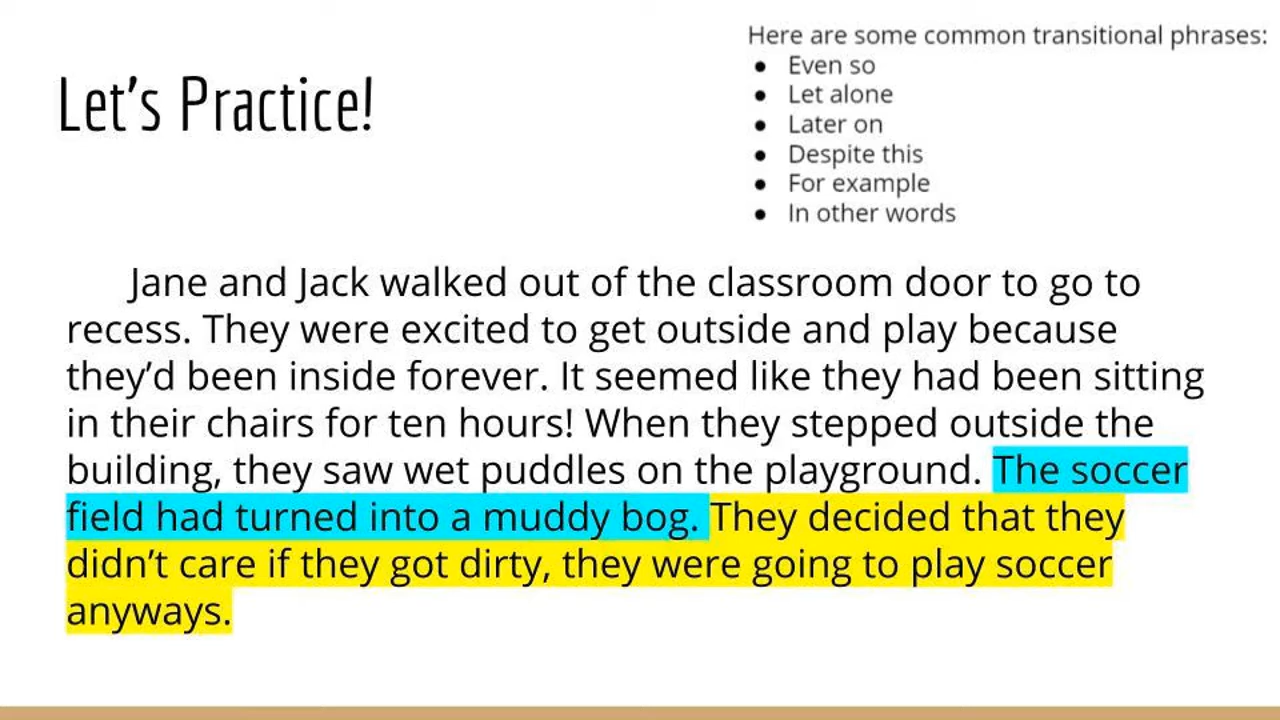 Let's Practice!
Here are some common transitional phrases:
● Even so
● Let alone
● Later on
● Despite this
● For example
● In other words
Jane and Jack walked out of the classroom door to go to
recess. They were excited to get outside and play because
they'd been inside forever. It seemed like they had been sitting
in their chairs for ten hours! When they stepped outside the
building, they saw wet puddles on the playground. The soccer
field had turned into a muddy bog. They decided that they
didn't care if they got dirty, they were going to play soccer
anyways.